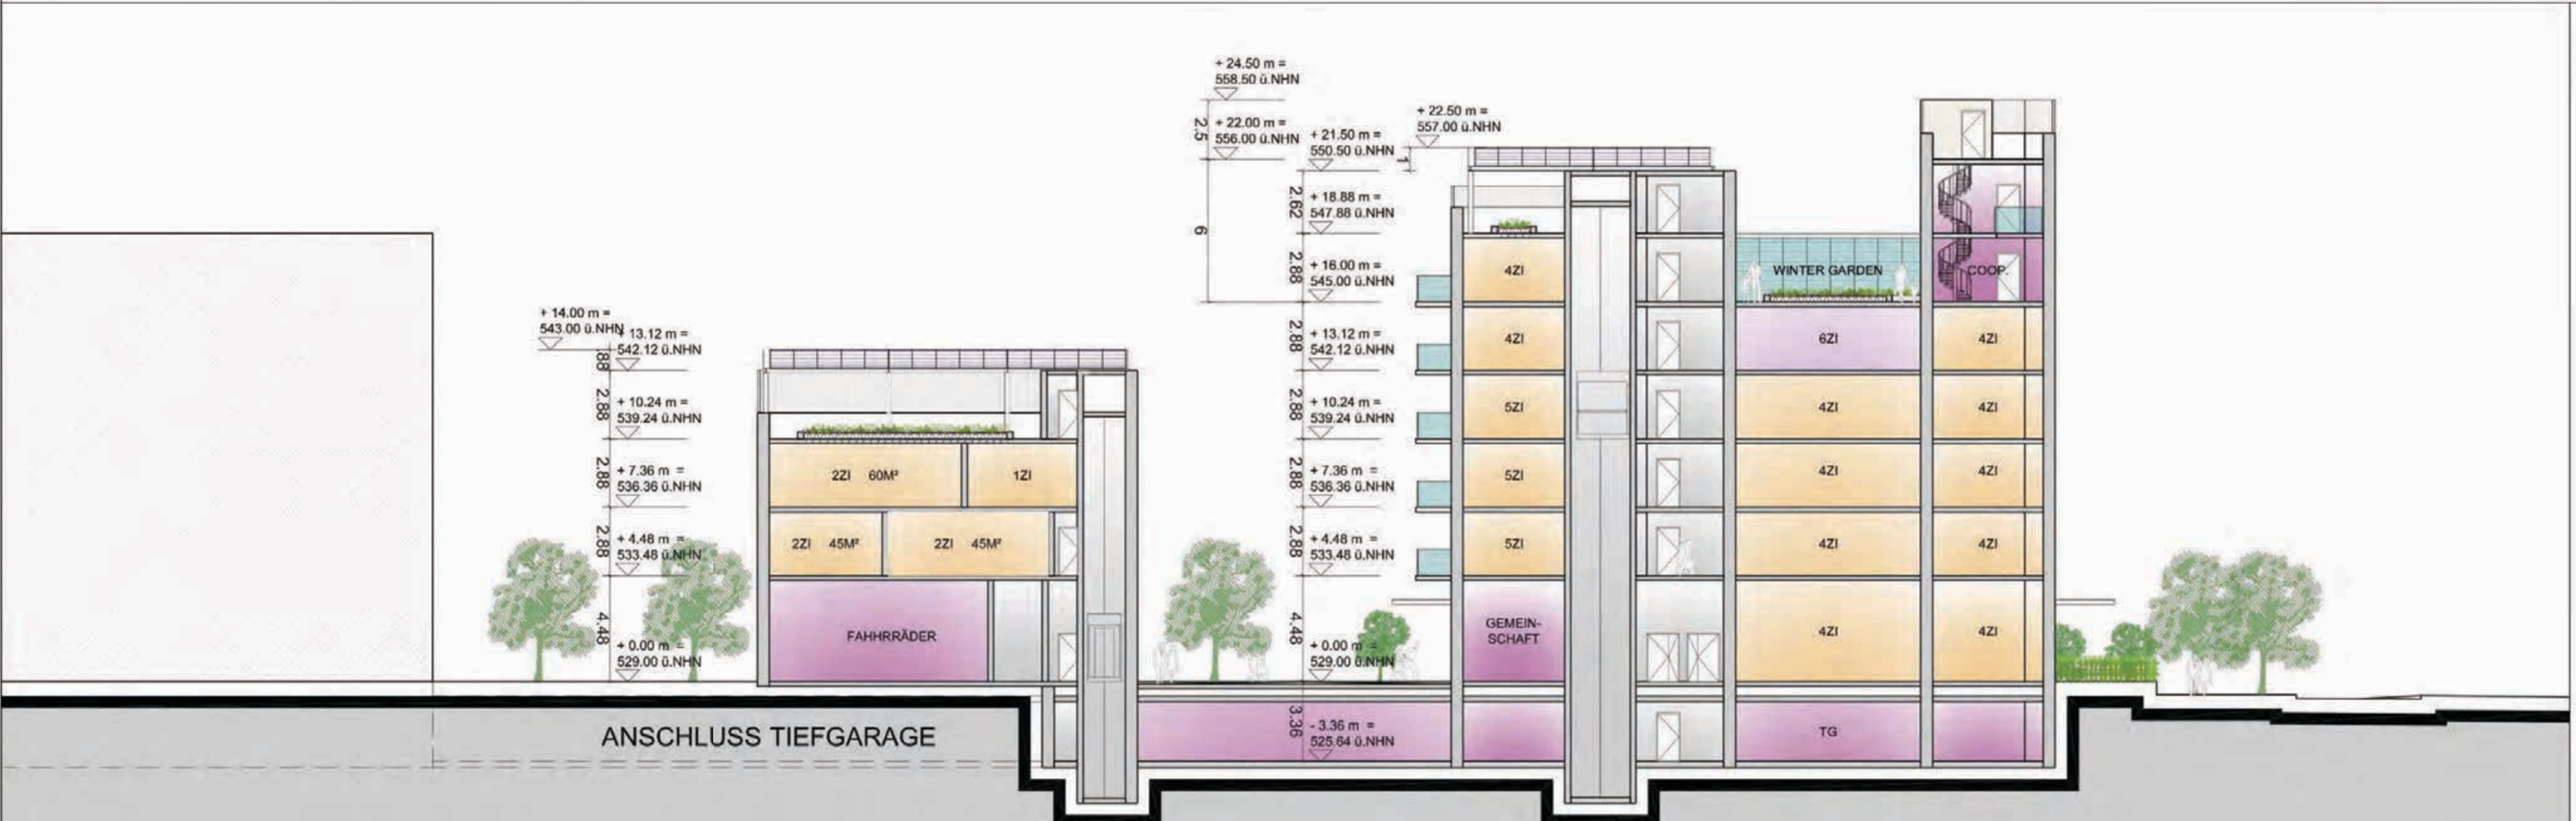 + 24.50 m =
558.50 ü.NHN
2.5
+ 22.00 m =
556.00 ü.NHN
6
+ 21.50 m =
550.50 ü.NHN
+ 22.50 m =
557.00 ü.NHN
1
2.62
+ 18.88 m =
547.88 ü.NHN
2.88
+ 16.00 m =
545.00 ü.NHN
2.88
+ 13.12 m =
542.12 ü.NHN
2.88
+ 10.24 m =
539.24 ü.NHN
2.88
+ 7.36 m =
536.36 ü.NHN
2.88
+ 4.48 m =
533.48 ü.NHN
4.48
+ 0.00 m =
529.00 ü.NHN
3.36
- 3.36 m =
525.64 ü.NHN
+ 14.00 m =
543.00 ü.NHN
88
+ 13.12 m =
542.12 ü.NHN
2.88
+ 10.24 m =
539.24 ü.NHN
2.88
+ 7.36 m =
536.36 ü.NHN
2.88
+ 4.48 m =
533.48 ü.NHN
4.48
+ 0.00 m =
529.00 ü.NHN
2ZI 60M² 1ZI
2ZI 45M² 2ZI 45M²
FAHHRRÄDER
ANSCHLUSS TIEFGARAGE
4ZI WINTER GARDEN COOP.
4ZI 6ZI 4ZI
5ZI 4ZI 4ZI
5ZI 4ZI 4ZI
5ZI 4ZI 4ZI
GEMEIN-
SCHAFT
4ZI 4ZI
TG